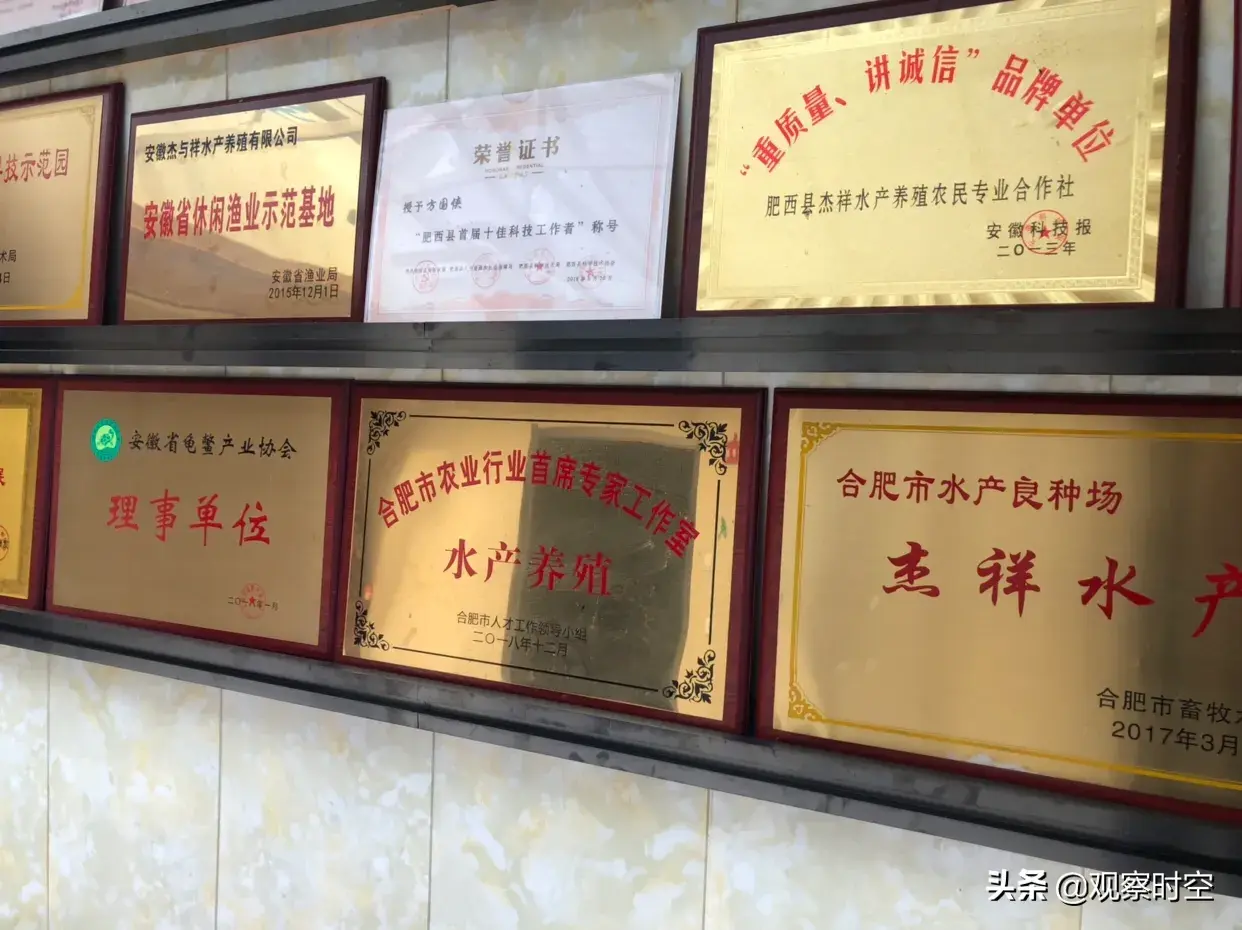 技示范园
术局
安徽杰与祥水产养殖有限公司
安徽省休闲渔业示范基地
安徽省渔业局
2015年12月1日
荣誉证书
授予方国侠
“肥西县首届十佳科技工作者”称号
“重质量、讲诚信”品牌单位
肥西县杰祥水产养殖农民专业合作社
安徽科技报
二〇一三年
安徽省龟鳖产业协会
理事单位
合肥市农业行业首席专家工作室
水产养殖
合肥市人才工作领导小组
二〇一八年十二月
合肥市水产良种场
杰祥水产
合肥市畜牧水
2017年3月
头条 @观察时空